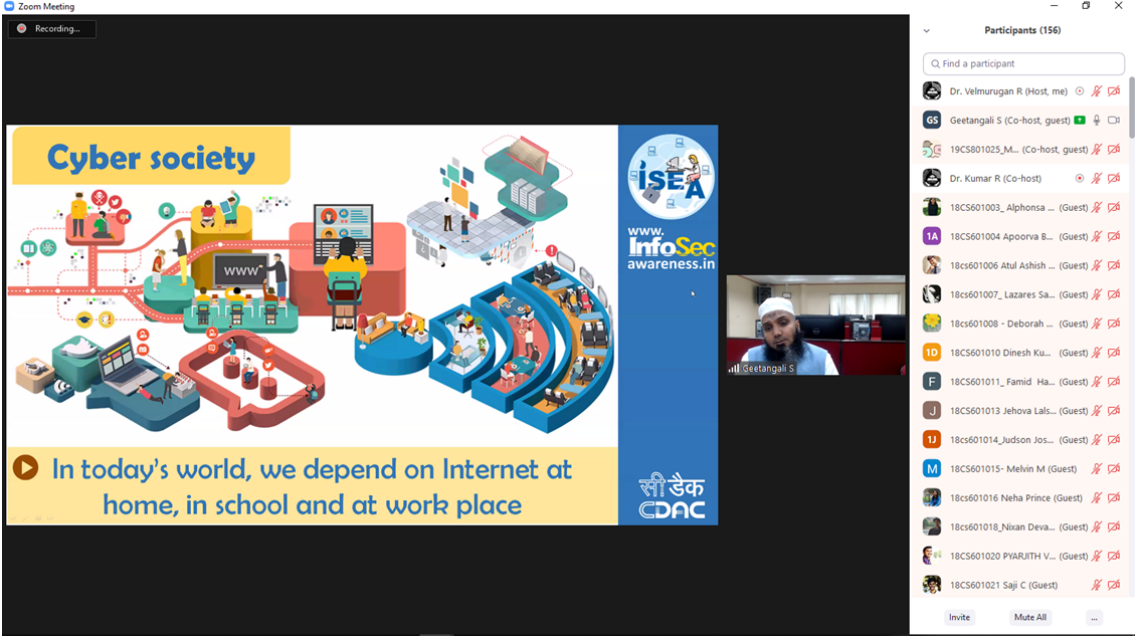 Zoom Meeting
Recording...
Cyber society
www
ISEA
www.
InfoSec
awareness.in
In today's world, we depend on Internet at
home, in school and at work place
सी डैक
CDAC
Geetangali S
Participants (156)
Find a participant
Dr. Velmurugan R (Host, me)
GS Geetangali S (Co-host, guest)
19CS801025_M... (Co-host, guest)
Dr. Kumar R (Co-host)
18CS601003_ Alphonsa ... (Guest)
1A 18CS601004 Apoorva B... (Guest)
18cs601006 Atul Ashish ... (Guest)
18cs601007_ Lazares Sa... (Guest)
18cs601008 - Deborah ... (Guest)
1D 18CS601010 Dinesh Ku... (Guest)
F 18CS601011_ Famid Ha... (Guest)
J 18CS601013 Jehova Lals... (Guest)
1J 18cs601014_Judson Jos... (Guest)
M 18CS601015- Melvin M (Guest)
18cs601016 Neha Prince (Guest)
18cs601018_Nixan Deva... (Guest)
18CS601020 PYARJITH V... (Guest)
18CS601021 Saji C (Guest)
Invite Mute All ...